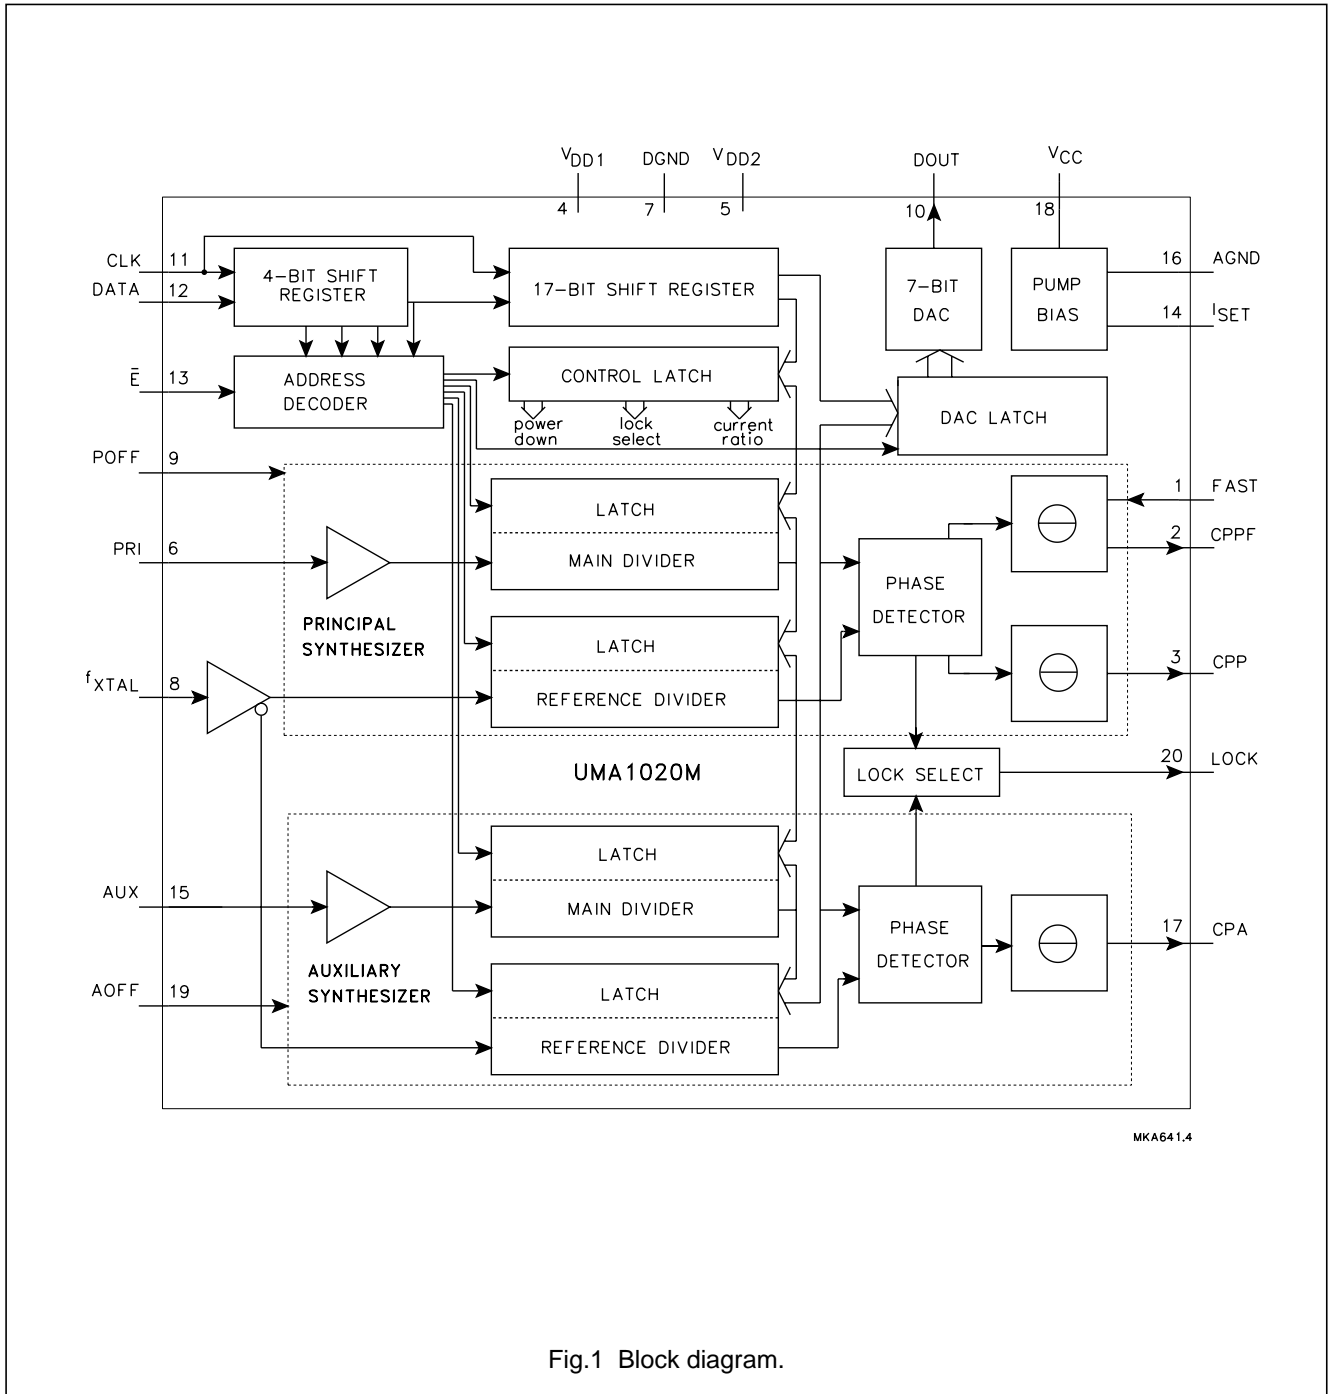 VDD1 DGND VDD2 DOUT VCC
4 7 5 10 18
CLK 11
DATA 12
4-BIT SHIFT
REGISTER
17-BIT SHIFT REGISTER
7-BIT
DAC
PUMP
BIAS
16 AGND
14 ISET
Ē 13
ADDRESS
DECODER
CONTROL LATCH
power
down
lock
select
current
ratio
DAC LATCH
POFF 9
LATCH
MAIN DIVIDER
1 FAST
2 CPPF
PRI 6
PRINCIPAL
SYNTHESIZER
PHASE
DETECTOR
LATCH
REFERENCE DIVIDER
3 CPP
fXTAL 8
UMA1020M
LOCK SELECT
20 LOCK
LATCH
MAIN DIVIDER
AUX 15
AUXILIARY
SYNTHESIZER
PHASE
DETECTOR
17 CPA
AOFF 19
LATCH
REFERENCE DIVIDER
MKA641.4
Fig.1 Block diagram.